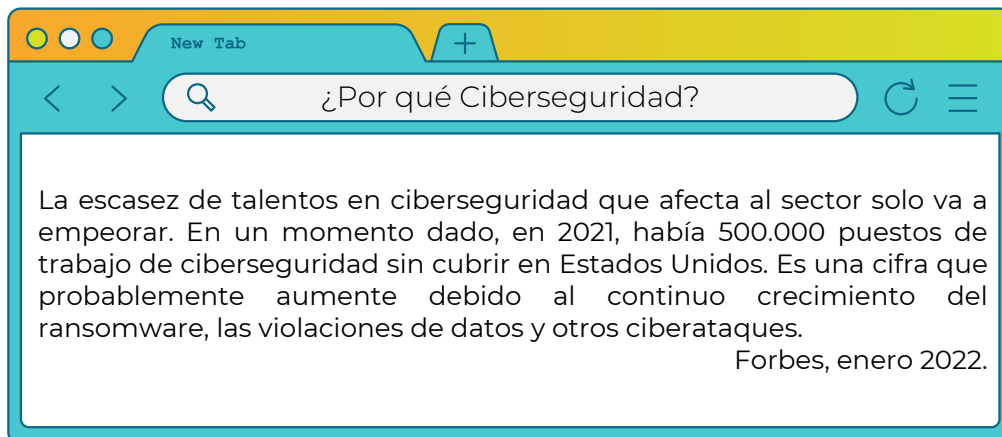 New Tab
¿Por qué Ciberseguridad?
La escasez de talentos en ciberseguridad que afecta al sector solo va a
empeorar. En un momento dado, en 2021, había 500.000 puestos de
trabajo de ciberseguridad sin cubrir en Estados Unidos. Es una cifra que
probablemente aumente debido al continuo crecimiento del
ransomware, las violaciones de datos y otros ciberataques.
Forbes, enero 2022.